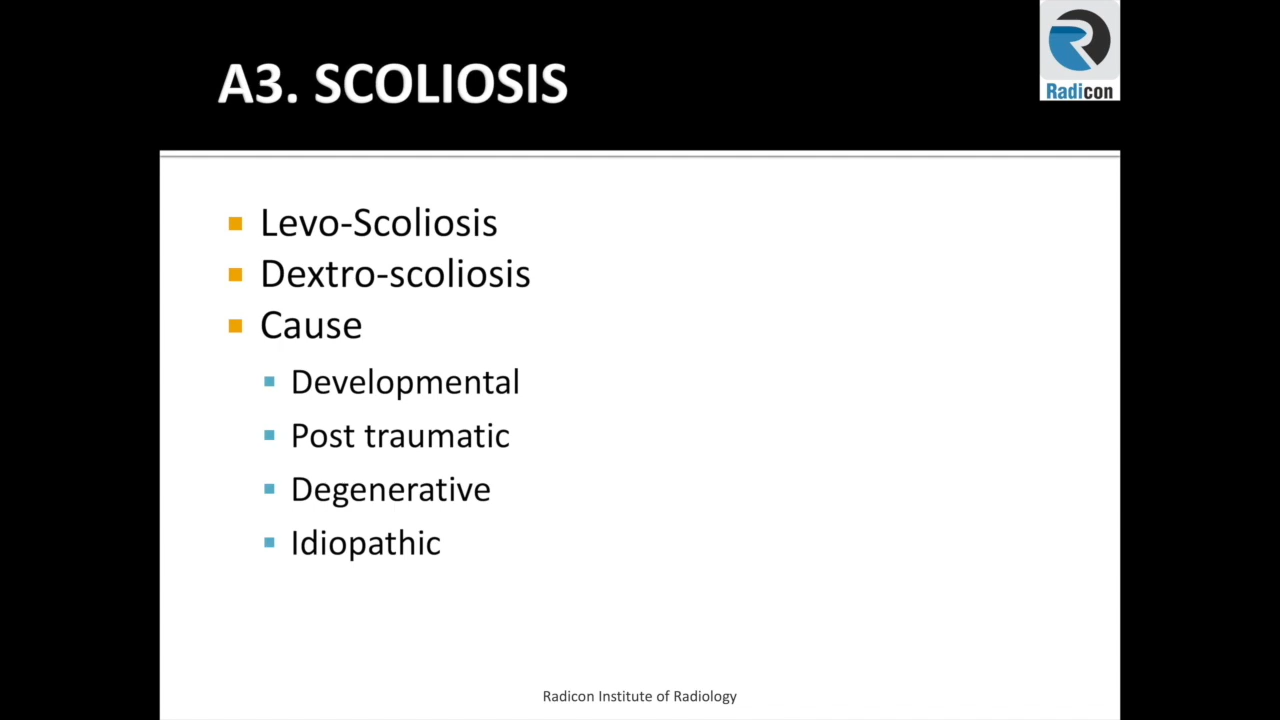 A3. SCOLIOSIS
Radicon
Levo-Scoliosis
Dextro-scoliosis
Cause
Developmental
Post traumatic
Degenerative
Idiopathic
Radicon Institute of Radiology